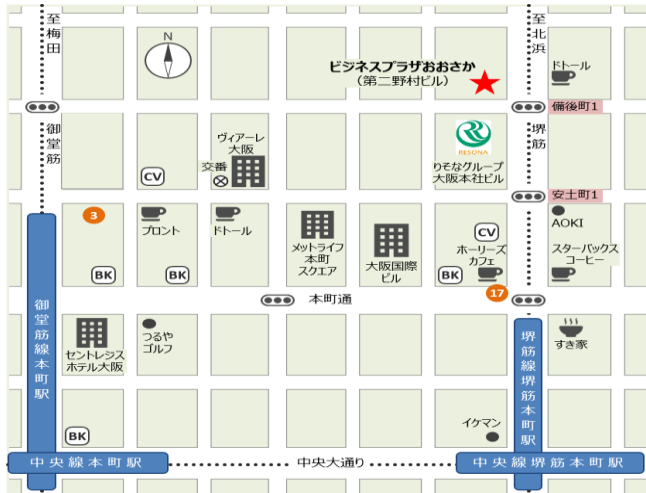 至梅田
至北浜
N
ビジネスプラザおおさか
（第二野村ビル）
ドトール
備後町1
御堂筋
堺筋
ヴィアーレ
大阪
交番
CV
RESONA
りそなグループ
大阪本社ビル
安土町1
3
プロント
ドトール
メットライフ
本町
スクエア
大阪国際
ビル
CV
ホーリーズ
カフェ
AOKI
スターバックス
コーヒー
BK
BK
BK
17
本町通
御堂筋線本町駅
セントレジス
ホテル大阪
つるや
ゴルフ
堺筋線堺筋本町駅
すき家
イケマン
BK
中央線本町駅
中央大通り
中央線堺筋本町駅